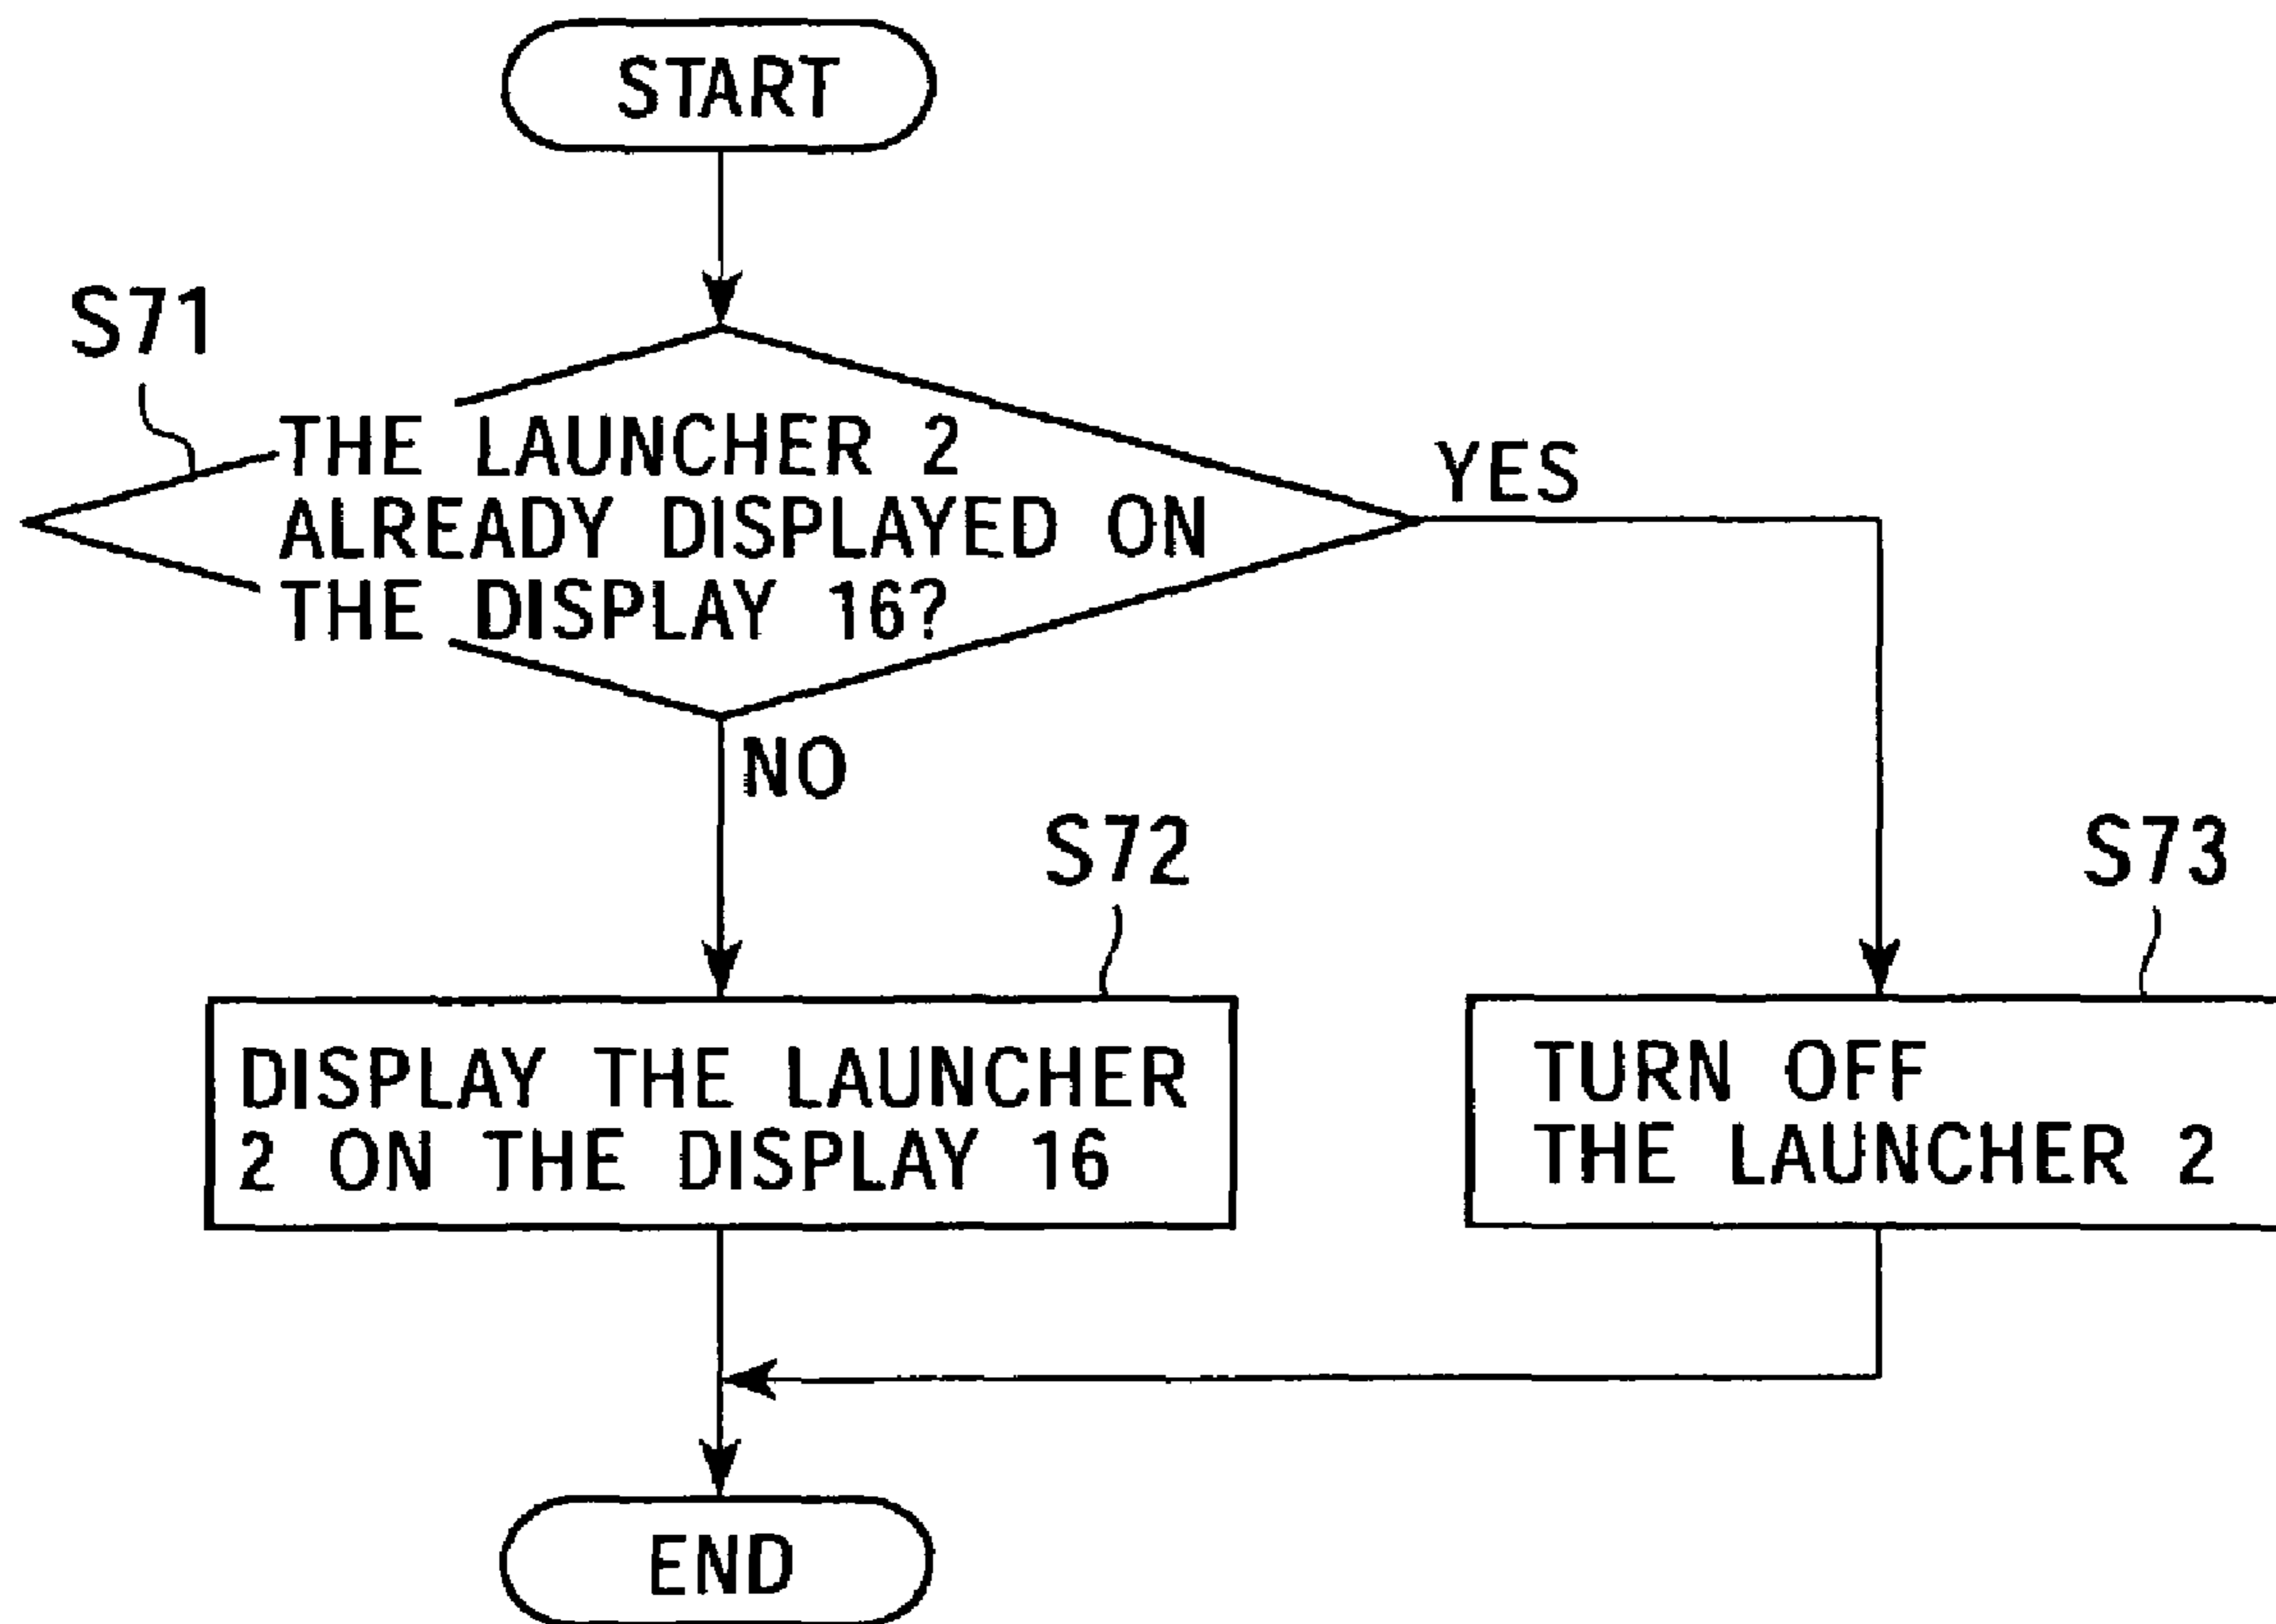 START
S71
THE LAUNCHER 2
ALREADY DISPLAYED ON
THE DISPLAY 16?
YES
NO
S72
S73
DISPLAY THE LAUNCHER
2 ON THE DISPLAY 16
TURN OFF
THE LAUNCHER 2
END